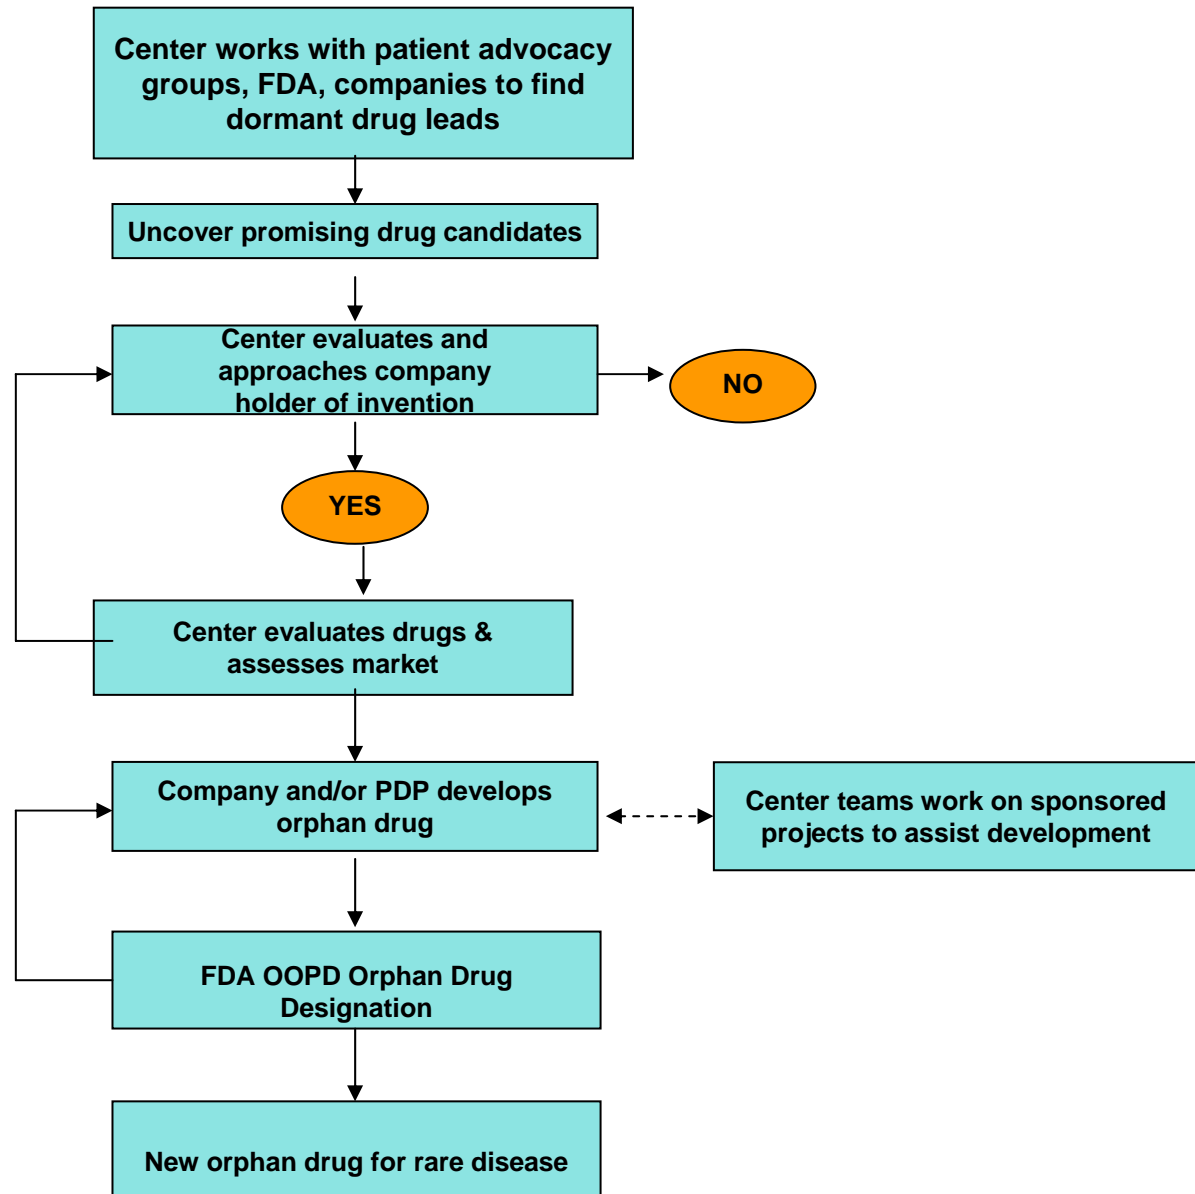 Center works with patient advocacy
groups, FDA, companies to find
dormant drug leads
Uncover promising drug candidates
Center evaluates and
approaches company
holder of invention
NO
YES
Center evaluates drugs &
assesses market
Company and/or PDP develops
orphan drug
Center teams work on sponsored
projects to assist development
FDA OOPD Orphan Drug
Designation
New orphan drug for rare disease